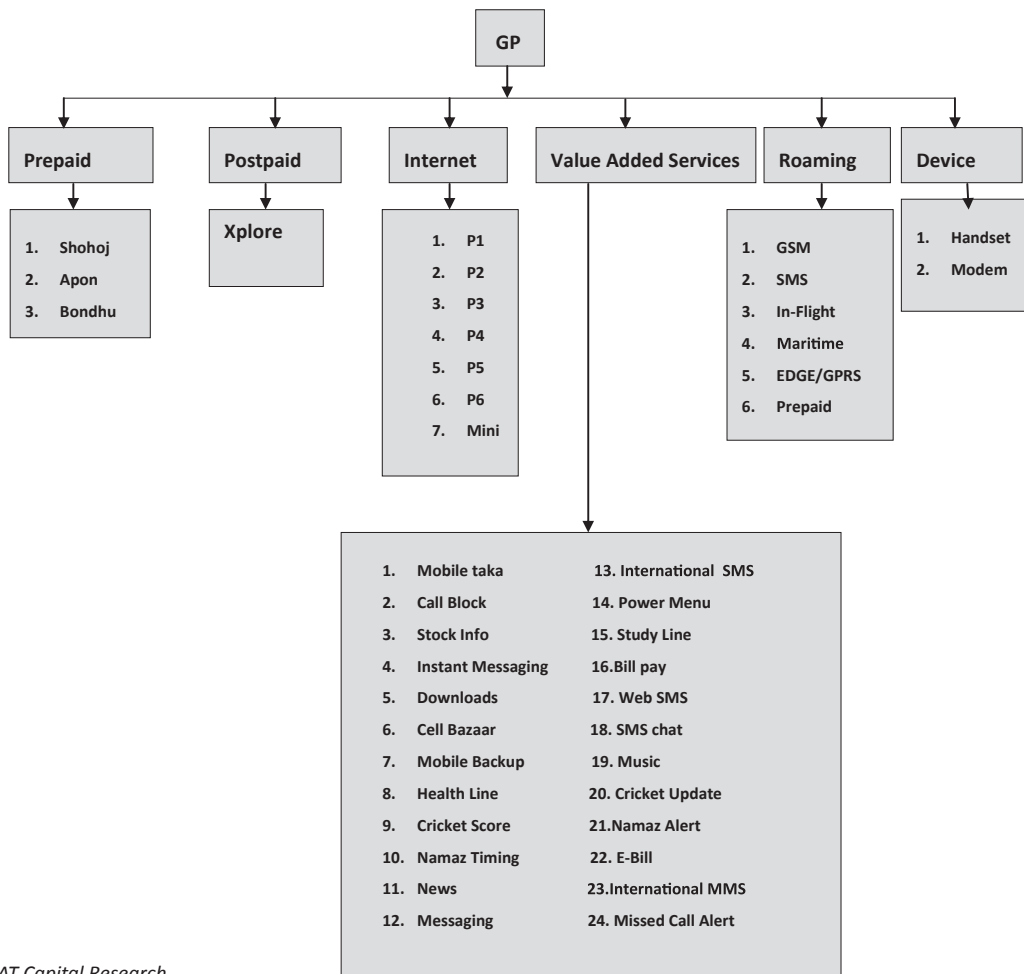 GP
Prepaid
Postpaid
Internet
Value Added Services
Roaming
Device
1. Shohoj
2. Apon
3. Bondhu
Xplore
1. P1
2. P2
3. P3
4. P4
5. P5
6. P6
7. Mini
1. GSM
2. SMS
3. In-Flight
4. Maritime
5. EDGE/GPRS
6. Prepaid
1. Handset
2. Modem
1. Mobile taka
2. Call Block
3. Stock Info
4. Instant Messaging
5. Downloads
6. Cell Bazaar
7. Mobile Backup
8. Health Line
9. Cricket Score
10. Namaz Timing
11. News
12. Messaging
13. International SMS
14. Power Menu
15. Study Line
16.Bill pay
17. Web SMS
18. SMS chat
19. Music
20. Cricket Update
21.Namaz Alert
22. E-Bill
23.International MMS
24. Missed Call Alert
AT Capital Research